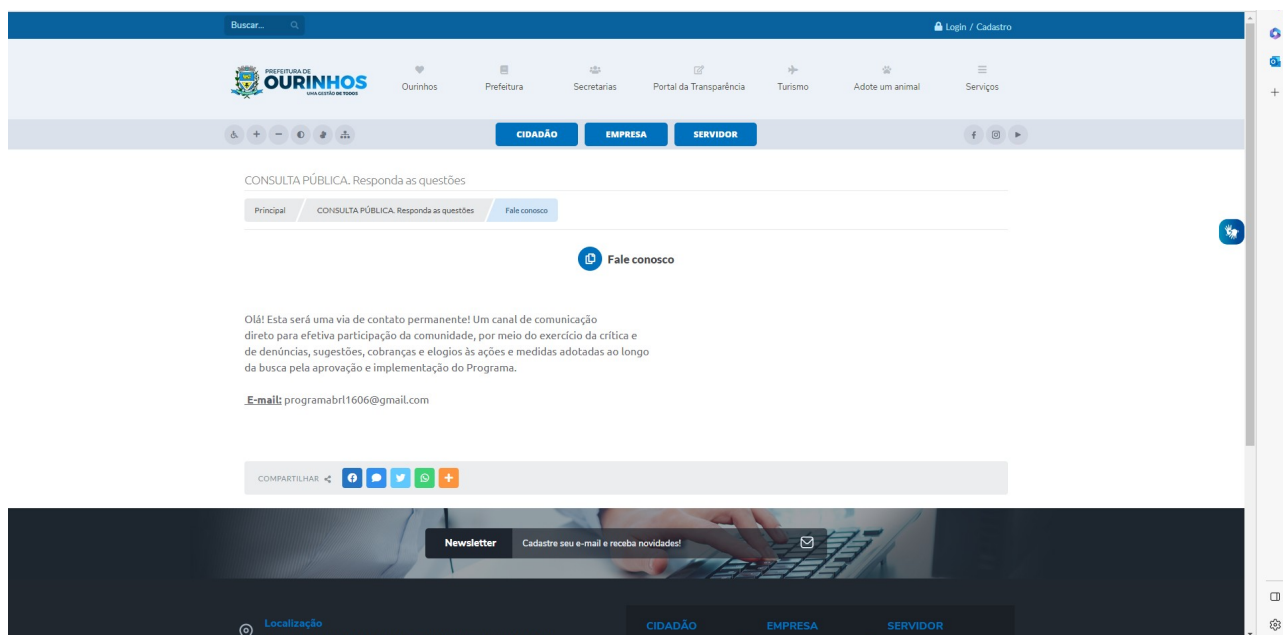 Buscar...
Login / Cadastro
PREFEITURA DE
OURINHOS
UMA GESTÃO DE TODOS
Ourinhos
Prefeitura
Secretarias
Portal da Transparência
Turismo
Adote um animal
Serviços
CIDADÃO
EMPRESA
SERVIDOR
CONSULTA PÚBLICA. Responda as questões
Principal
CONSULTA PÚBLICA. Responda as questões
Fale conosco
Fale conosco
Olá! Esta será uma via de contato permanente! Um canal de comunicação
direto para efetiva participação da comunidade, por meio do exercício da crítica e
de denúncias, sugestões, cobranças e elogios às ações e medidas adotadas ao longo
da busca pela aprovação e implementação do Programa.
E-mail: programabrl1606@gmail.com
COMPARTILHAR
Newsletter
Cadastre seu e-mail e receba novidades!
Localização
CIDADÃO
EMPRESA
SERVIDOR